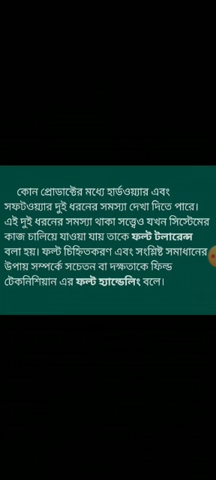 কোন প্রোডাক্টের মধ্যে হার্ডওয়্যার এবং
সফটওয়্যার দুই ধরনের সমস্যা দেখা দিতে পারে।
এই দুই ধরনের সমস্যা থাকা সত্ত্বেও যখন সিস্টেমের
কাজ চালিয়ে যাওয়া যায় তাকে ফল্ট টলারেন্স
বলা হয়। ফল্ট চিহ্নিতকরণ এবং সংশ্লিষ্ট সমাধানের
উপায় সম্পর্কে সচেতন বা দক্ষতাকে ফিল্ড
টেকনিশিয়ান এর ফল্ট হ্যান্ডেলিং বলে।